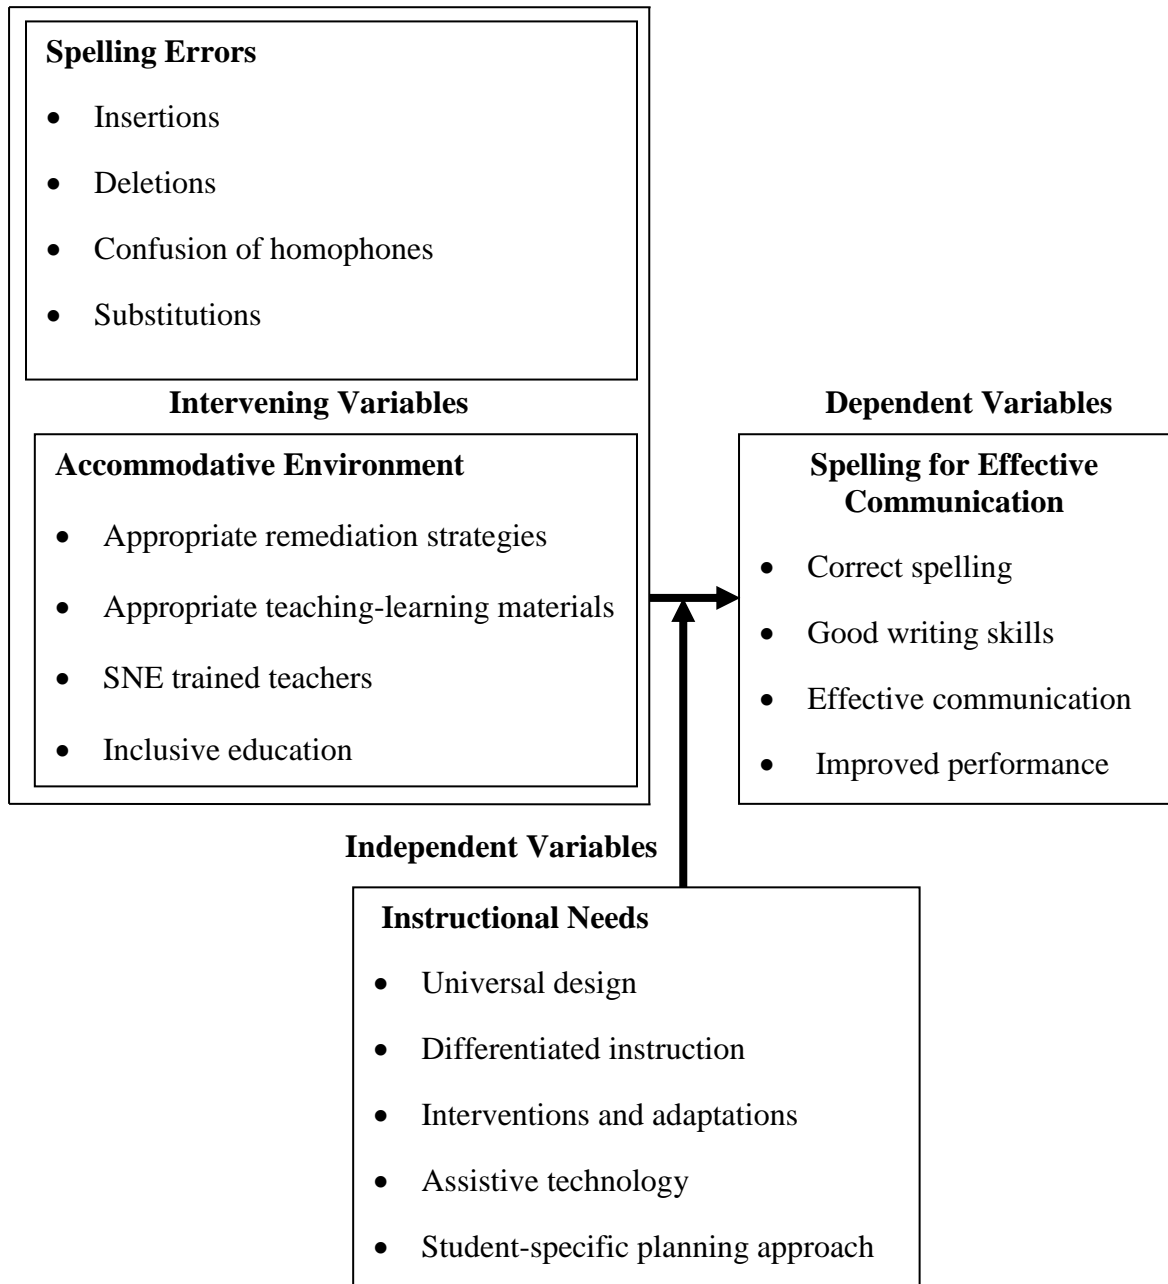 Spelling Errors
• Insertions
• Deletions
• Confusion of homophones
• Substitutions
Intervening Variables
Accommodative Environment
• Appropriate remediation strategies
• Appropriate teaching-learning materials
• SNE trained teachers
• Inclusive education
Dependent Variables
Spelling for Effective
Communication
• Correct spelling
• Good writing skills
• Effective communication
• Improved performance
Independent Variables
Instructional Needs
• Universal design
• Differentiated instruction
• Interventions and adaptations
• Assistive technology
• Student-specific planning approach